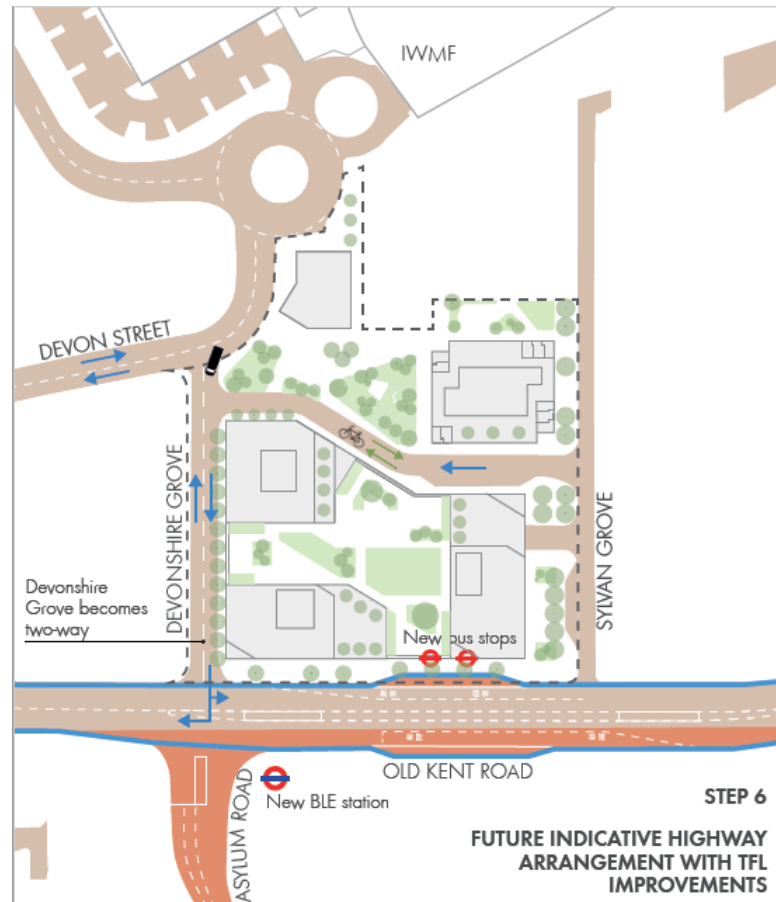 IWMF
DEVON STREET
DEVONSHIRE GROVE
SYLVAN GROVE
Devonshire
Grove becomes
two-way
New bus stops
OLD KENT ROAD
ASYLUM ROAD
New BLE station
STEP 6
FUTURE INDICATIVE HIGHWAY
ARRANGEMENT WITH TFL
IMPROVEMENTS